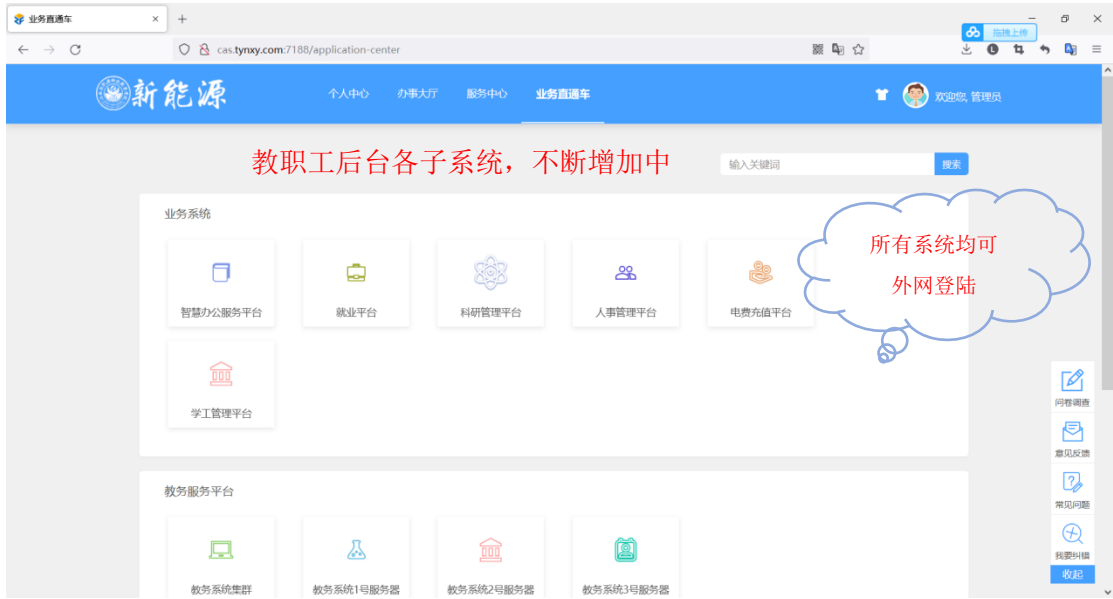 业务直通车
拖拽上传
cas.tynxy.com:7188/application-center
新能源
个人中心 办事大厅 服务中心 业务直通车
欢迎您, 管理员
教职工后台各子系统，不断增加中
输入关键词 搜索
业务系统
所有系统均可
外网登陆
智慧办公服务平台 就业平台 科研管理平台 人事管理平台 电费充值平台
学工管理平台
问卷调查
意见反馈
教务服务平台
常见问题
我要纠错
收起
教务系统集群 教务系统1号服务器 教务系统2号服务器 教务系统3号服务器